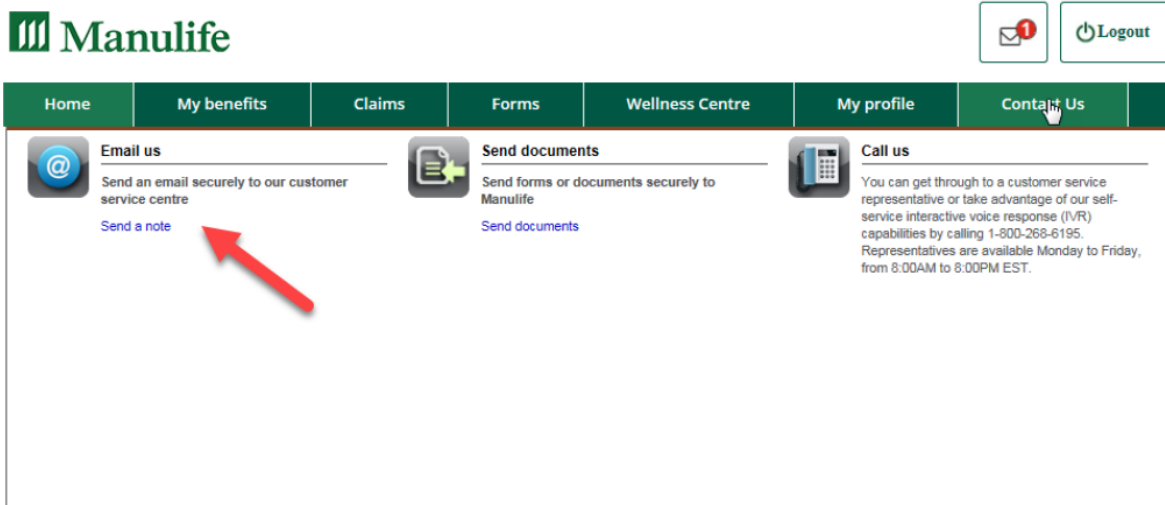 Manulife
1
Logout
Home
My benefits
Claims
Forms
Wellness Centre
My profile
Contact Us
@
Email us
Send an email securely to our customer
service centre
Send a note
Send documents
Send forms or documents securely to
Manulife
Send documents
Call us
You can get through to a customer service
representative or take advantage of our self-
service interactive voice response (IVR)
capabilities by calling 1-800-268-6195.
Representatives are available Monday to Friday,
from 8:00AM to 8:00PM EST.